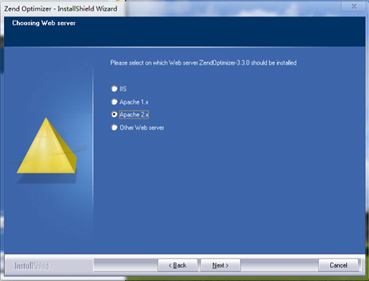 Zend Optimizer - InstallShield Wizard
Choosing Web server
Please select on which Web server ZendOptimizer-3.3.0 should be installed
IIS
Apache 1.x
Apache 2.x
Other Web server
InstallShield
< Back
Next >
Cancel